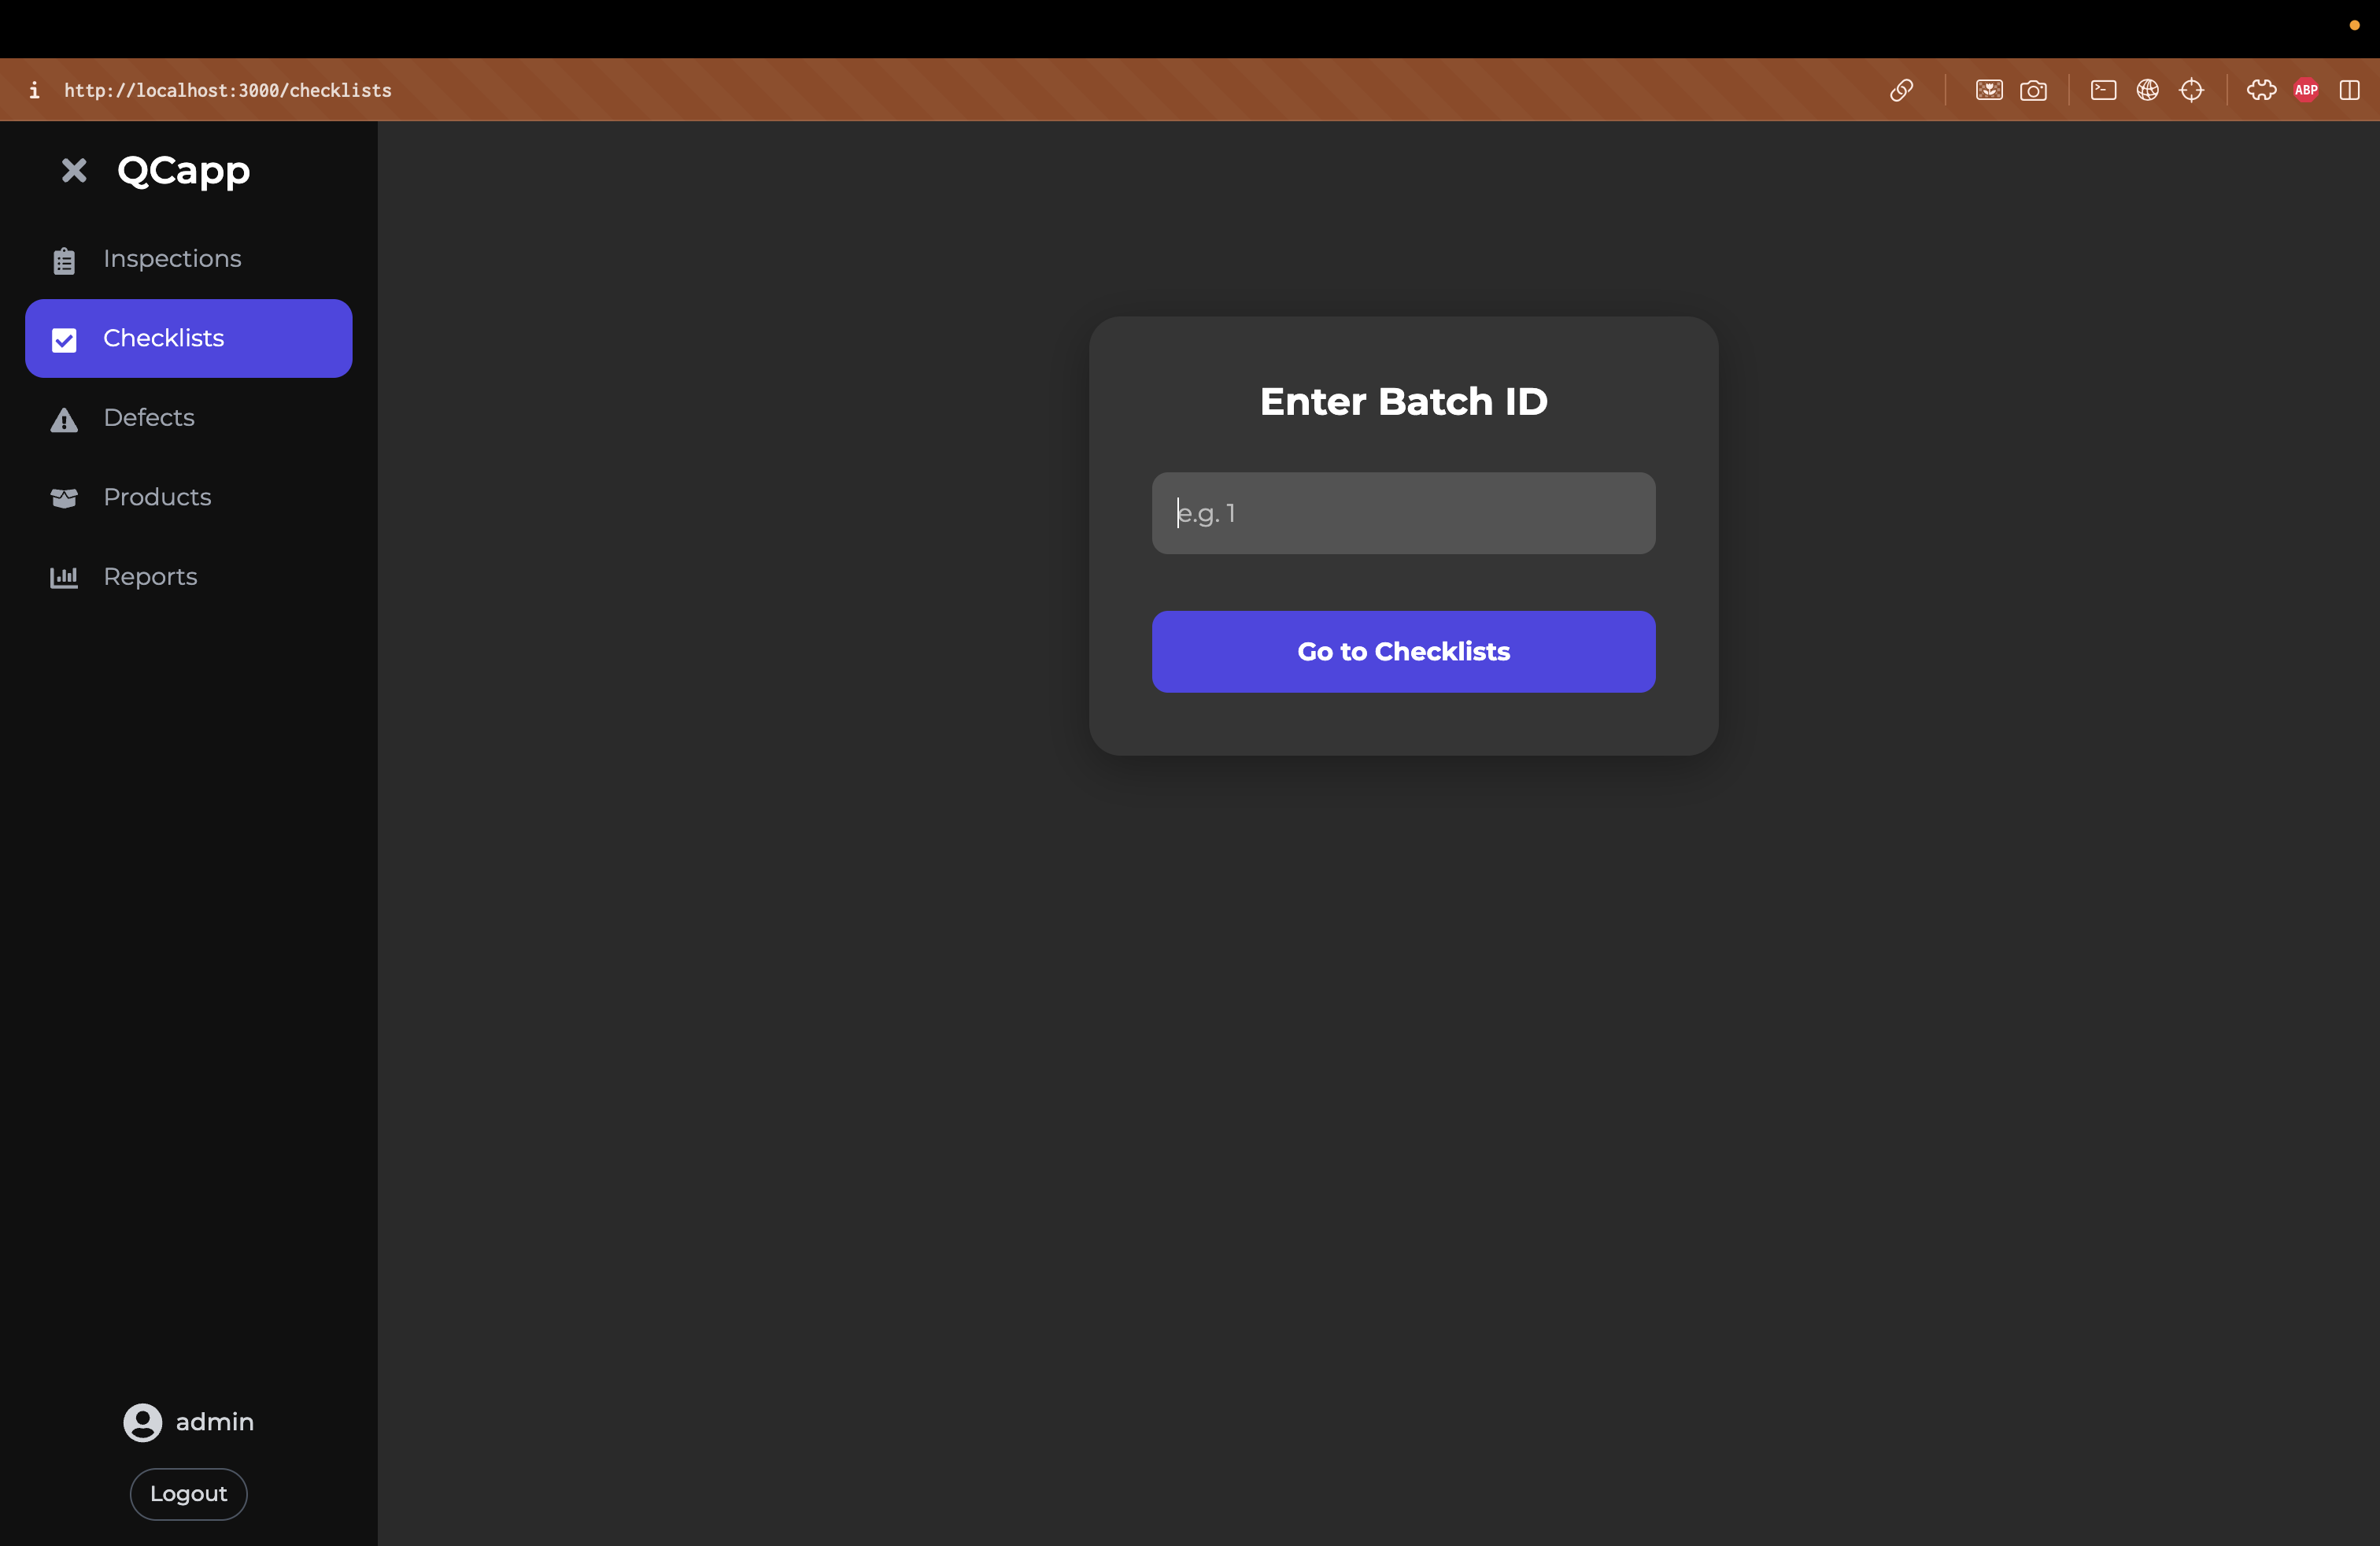 http://localhost:3000/checklists
ABP
QCapp
Inspections
Checklists
Defects
Products
Reports
Enter Batch ID
e.g. 1
Go to Checklists
admin
Logout